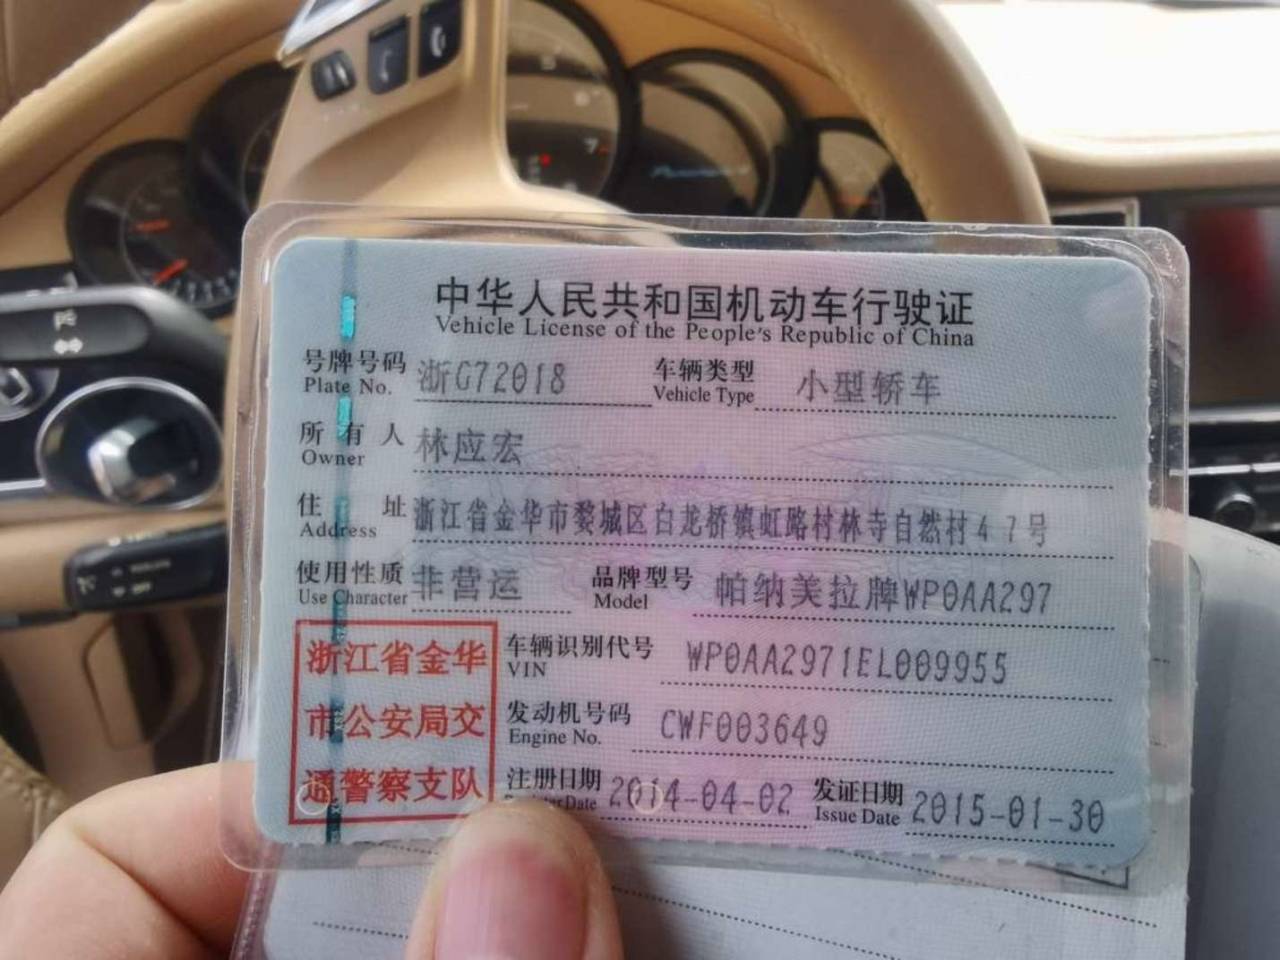 中华人民共和国机动车行驶证
Vehicle License of the People's Republic of China
号牌号码 浙G72018 车辆类型 小型轿车
Plate No. Vehicle Type
所有人 林应宏
Owner
住址 浙江省金华市婺城区白龙桥镇虹路村林寺自然村47号
Address
使用性质 非营运 品牌型号 帕纳美拉牌WP0AA297
Use Character Model
浙江省金华
市公安局交
通警察支队
车辆识别代号 WP0AA2971EL009955
VIN
发动机号码 CWF003649
Engine No.
注册日期 2014-04-02 发证日期 2015-01-30
Date Issue Date